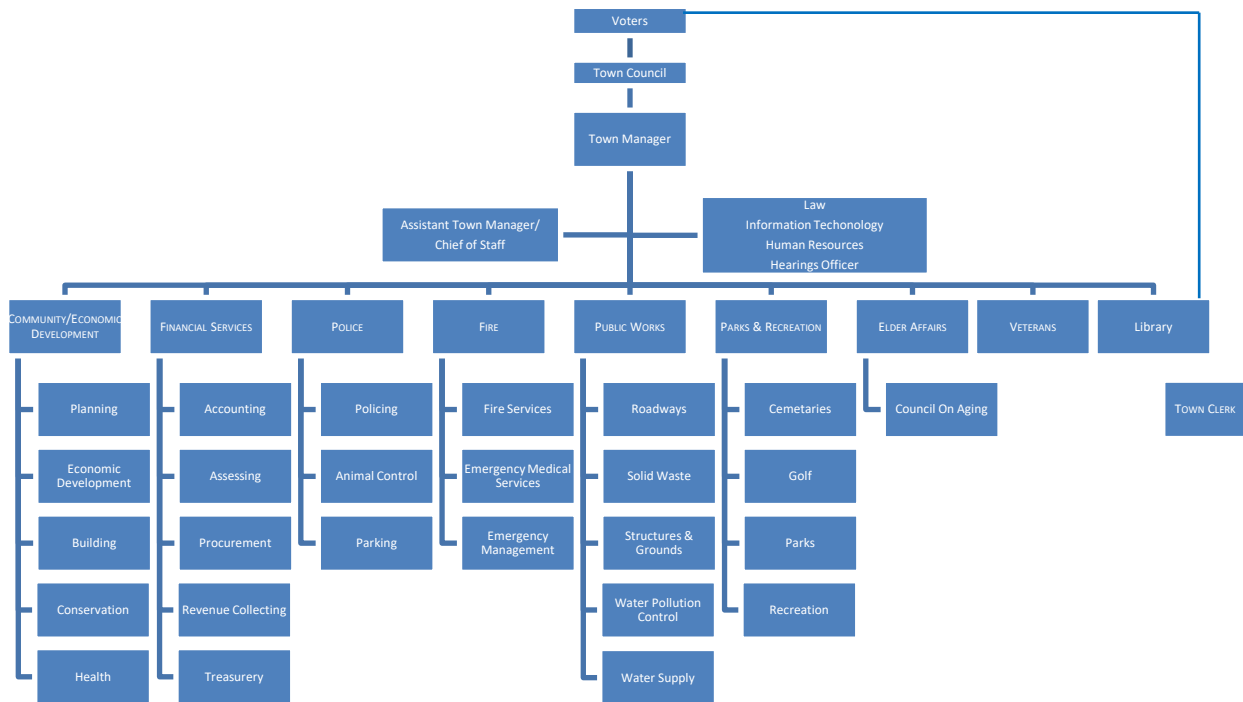 Voters
Town Council
Town Manager
Assistant Town Manager/
Chief of Staff
Law
Information Techonology
Human Resources
Hearings Officer
COMMUNITY/ECONOMIC
DEVELOPMENT
FINANCIAL SERVICES
POLICE
FIRE
PUBLIC WORKS
PARKS & RECREATION
ELDER AFFAIRS
VETERANS
Library
Planning
Economic
Development
Building
Conservation
Health
Accounting
Assessing
Procurement
Revenue Collecting
Treasurery
Policing
Animal Control
Parking
Fire Services
Emergency Medical
Services
Emergency
Management
Roadways
Solid Waste
Structures &
Grounds
Water Pollution
Control
Water Supply
Cemetaries
Golf
Parks
Recreation
Council On Aging
TOWN CLERK